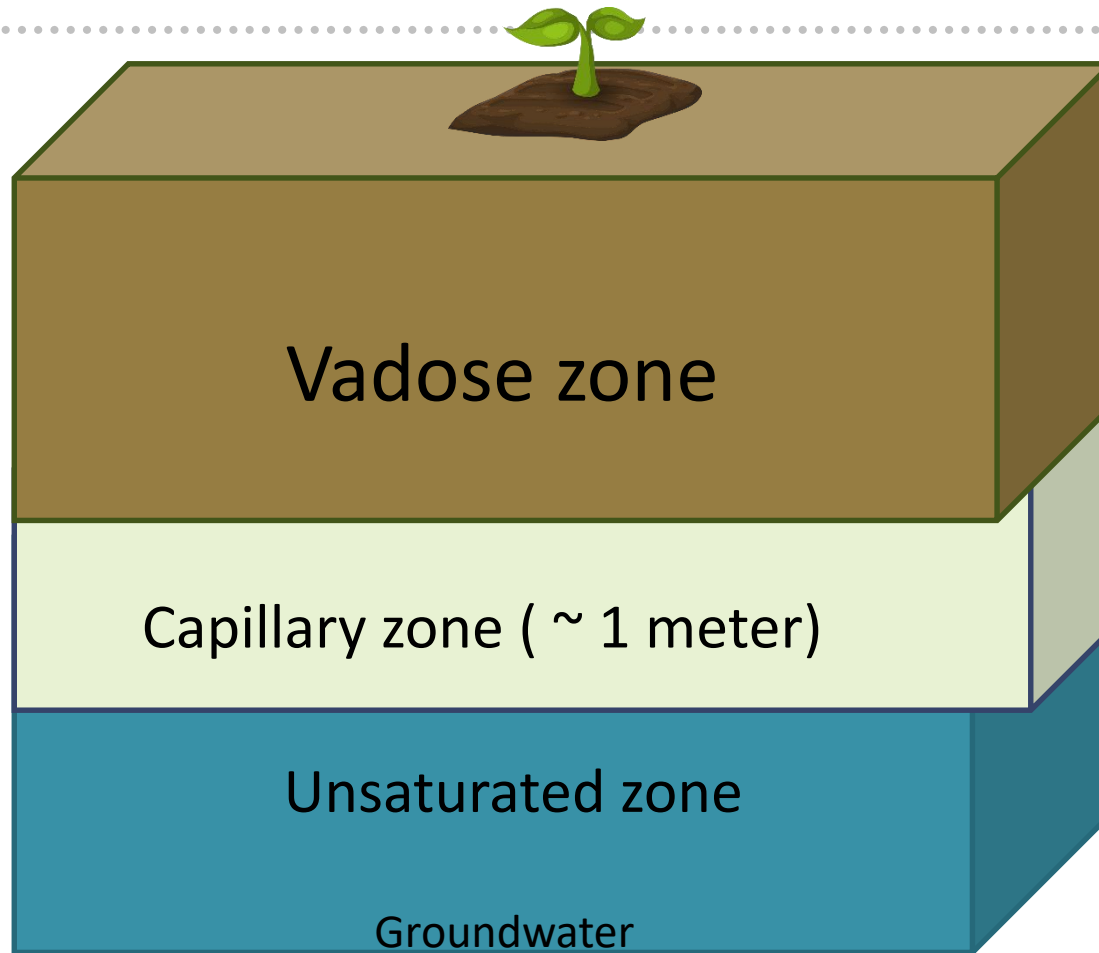 Vadose zone
Capillary zone ( ~ 1 meter)
Unsaturated zone
Groundwater